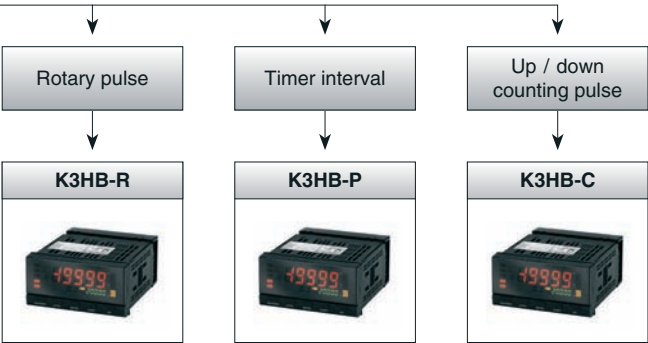 Rotary pulse
Timer interval
Up / down
counting pulse
K3HB-R
K3HB-P
K3HB-C
-19999.
-19999.
-19999.